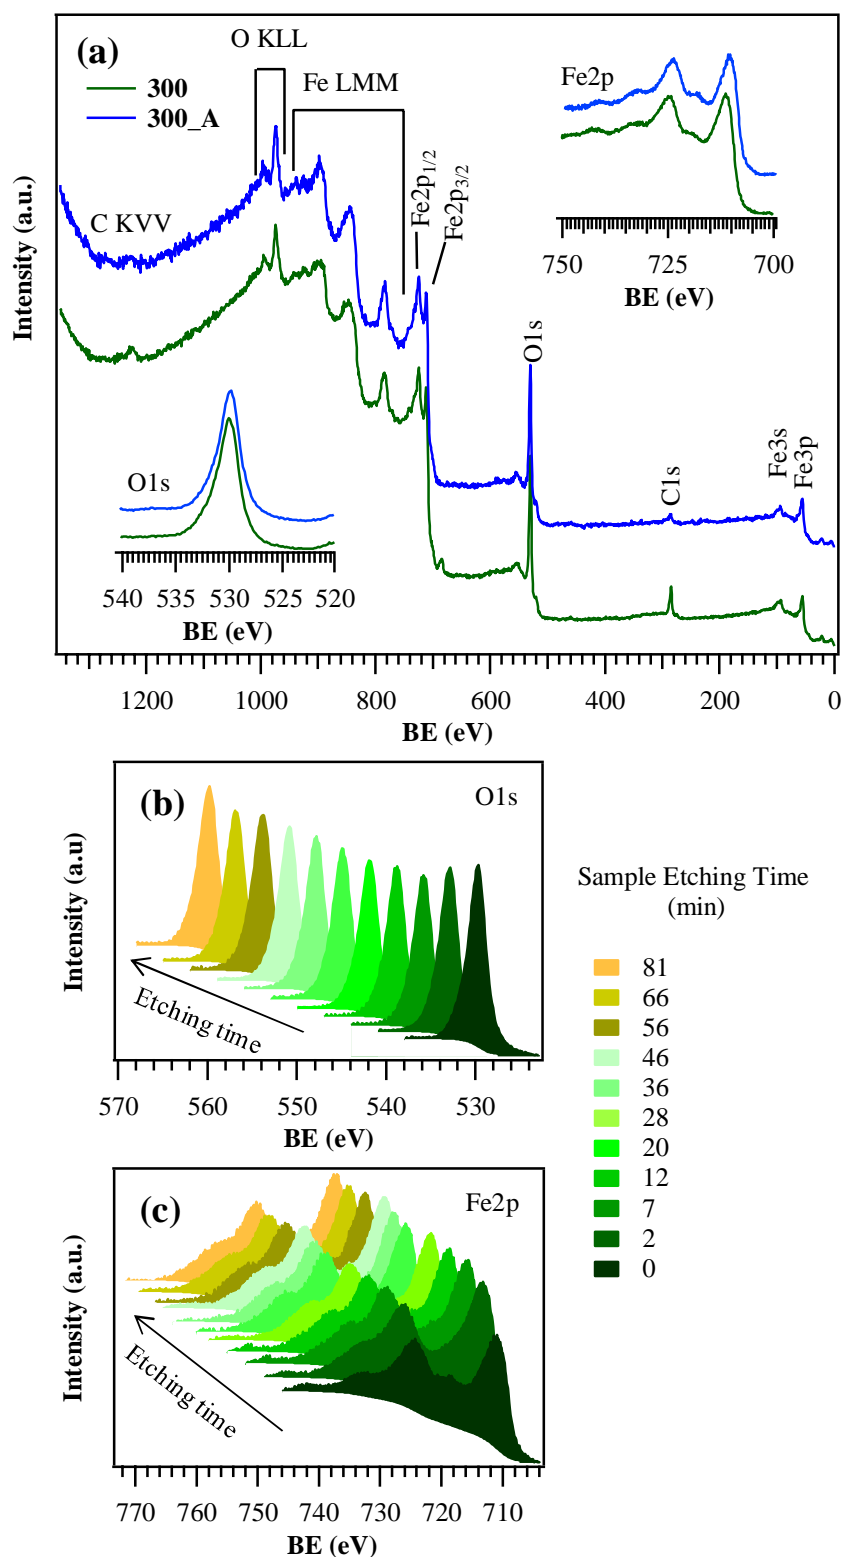 (a)
O KLL
300
300_A
Fe LMM
Fe2p
C KVV
Fe2p1/2
Fe2p3/2
Intensity (a.u.)
750 725 700
BE (eV)
O1s
O1s
C1s
Fe3s
Fe3p
540 535 530 525 520
BE (eV)
1200 1000 800 600 400 200 0
BE (eV)
(b)
O1s
Intensity (a.u)
Etching time
570 560 550 540 530
BE (eV)
Sample Etching Time
(min)
81
66
56
46
36
28
20
12
7
2
0
(c)
Fe2p
Intensity (a.u.)
Etching time
770 760 750 740 730 720 710
BE (eV)